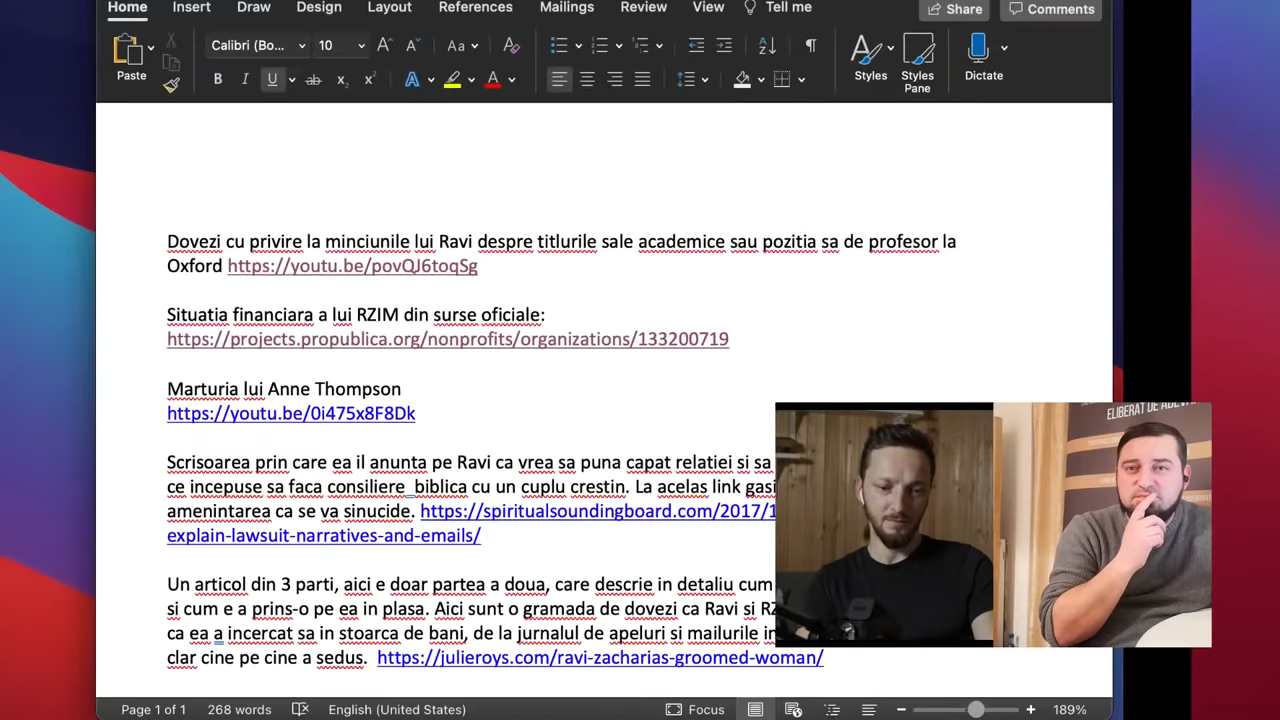 Home Insert Draw Design Layout References Mailings Review View Tell me Share Comments
Paste Calibri (Bo... 10 Aa Styles Styles Pane Dictate
Dovezi cu privire la minciunile lui Ravi despre titlurile sale academice sau pozitia sa de profesor la
Oxford https://youtu.be/povQJ6toqSg
Situatia financiara a lui RZIM din surse oficiale:
https://projects.propublica.org/nonprofits/organizations/133200719
Marturia lui Anne Thompson
https://youtu.be/0i475x8F8Dk
Scrisoarea prin care ea il anunta pe Ravi ca vrea sa puna capat relatiei si sa
ce incepuse sa faca consiliere biblica cu un cuplu crestin. La acelas link gasi
amenintarea ca se va sinucide. https://spiritualsoundingboard.com/2017/1
explain-lawsuit-narratives-and-emails/
Un articol din 3 parti, aici e doar partea a doua, care descrie in detaliu cum
si cum e a prins-o pe ea in plasa. Aici sunt o gramada de dovezi ca Ravi si RZ
ca ea a incercat sa in stoarca de bani, de la jurnalul de apeluri si mailurile in
clar cine pe cine a sedus. https://julieroys.com/ravi-zacharias-groomed-woman/
ELIBERAT DE ADEV
Page 1 of 1 268 words English (United States) Focus 189%